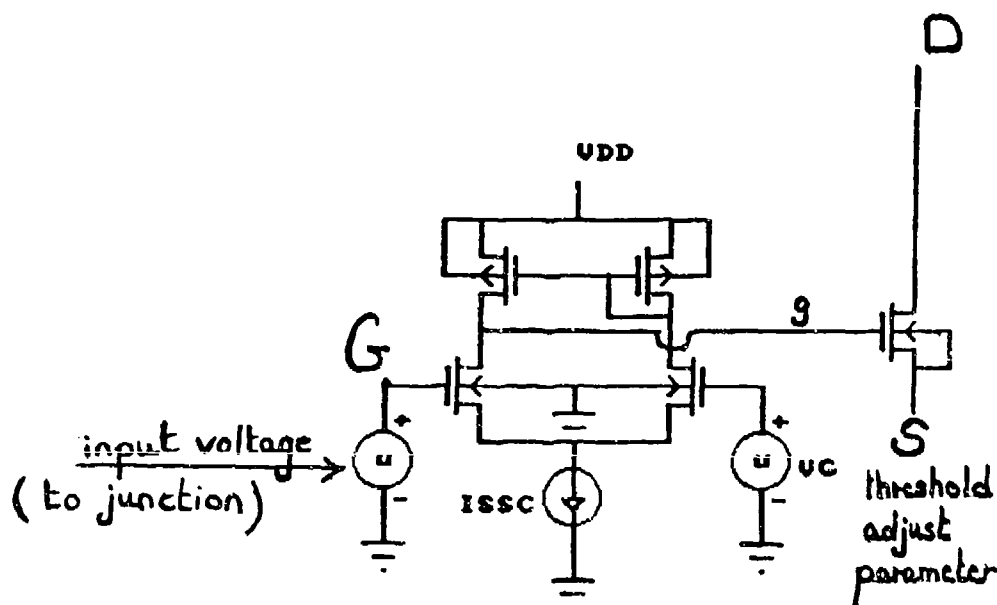 D
VDD
g
G
S
input voltage
(to junction)
+
u
-
ISSC
+
u
-
VC
threshold
adjust
parameter